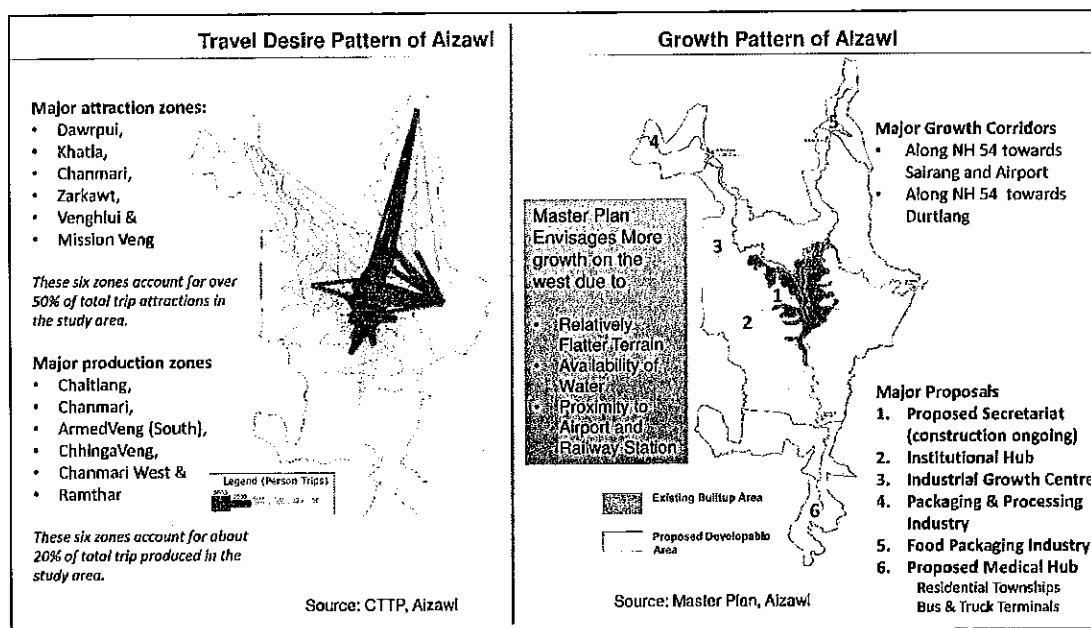 Travel Desire Pattern of Aizawl
Major attraction zones:
• Dawrpui,
• Khatla,
• Chanmari,
• Zarkawt,
• Venghlui &
• Mission Veng
These six zones account for over
50% of total trip attractions in
the study area.
Major production zones
• Chaltlang,
• Chanmari,
• ArmedVeng (South),
• ChhingaVeng,
• Chanmari West &
• Ramthar
These six zones account for about
20% of total trip produced in the
study area.
Legend (Person Trips)
Source: CTTP, Aizawl
Growth Pattern of Aizawl
Master Plan
Envisages More
growth on the
west due to
• Relatively
Flatter Terrain
• Availability of
Water
• Proximity to
Airport and
Railway Station
4
5
3
1
2
6
Existing Builtup Area
Proposed Developable
Area
Source: Master Plan, Aizawl
Major Growth Corridors
• Along NH 54 towards
Sairang and Airport
• Along NH 54 towards
Durtlang
Major Proposals
1. Proposed Secretariat
(construction ongoing)
2. Institutional Hub
3. Industrial Growth Centre
4. Packaging & Processing
Industry
5. Food Packaging Industry
6. Proposed Medical Hub
Residential Townships
Bus & Truck Terminals